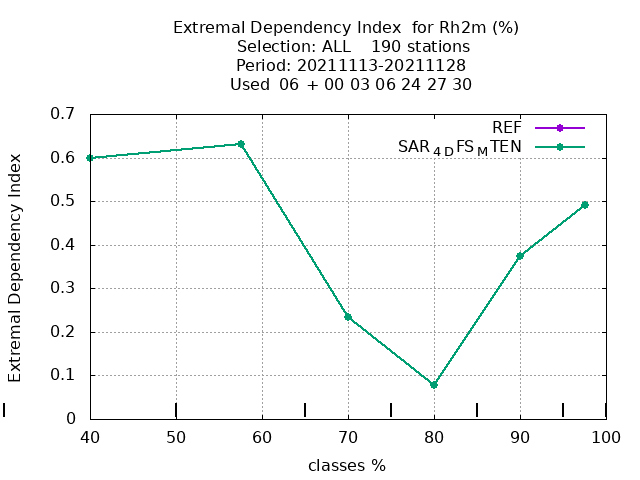 Extremal Dependency Index  for Rh2m (%)
Selection: ALL    190 stations
Period: 20211113-20211128
Used  06  + 00 03 06 24 27 30
REF
SAR4DFSMTEN
Extremal Dependency Index
0.7
0.6
0.5
0.4
0.3
0.2
0.1
0
40 50 60 70 80 90 100
classes %